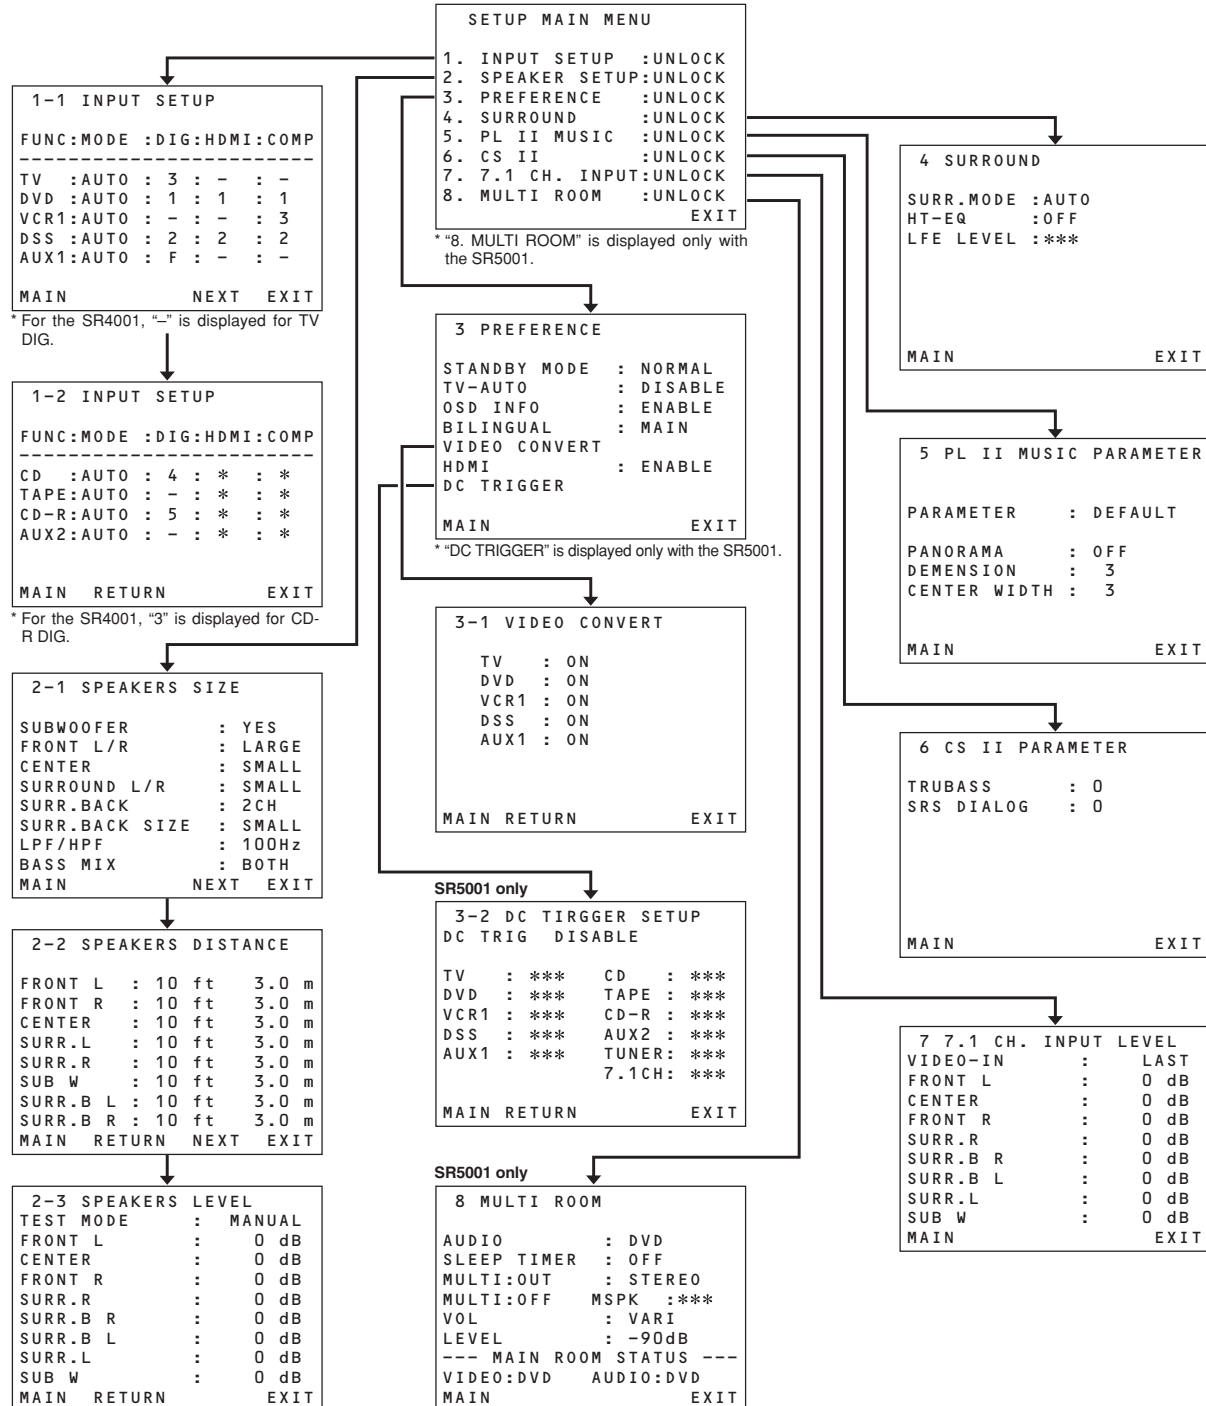 SETUP MAIN MENU
1. INPUT SETUP :UNLOCK
2. SPEAKER SETUP:UNLOCK
3. PREFERENCE :UNLOCK
4. SURROUND :UNLOCK
5. PL II MUSIC :UNLOCK
6. CS II :UNLOCK
7. 7.1 CH. INPUT:UNLOCK
8. MULTI ROOM :UNLOCK
EXIT
* “8. MULTI ROOM” is displayed only with
the SR5001.
1-1 INPUT SETUP
FUNC:MODE :DIG:HDMI:COMP
------------------------
TV :AUTO : 3 : - : -
DVD :AUTO : 1 : 1 : 1
VCR1:AUTO : - : - : 3
DSS :AUTO : 2 : 2 : 2
AUX1:AUTO : F : - : -
MAIN NEXT EXIT
* For the SR4001, “–” is displayed for TV
DIG.
1-2 INPUT SETUP
FUNC:MODE :DIG:HDMI:COMP
------------------------
CD :AUTO : 4 : * : *
TAPE:AUTO : - : * : *
CD-R:AUTO : 5 : * : *
AUX2:AUTO : - : * : *
MAIN RETURN EXIT
* For the SR4001, “3” is displayed for CD-
R DIG.
2-1 SPEAKERS SIZE
SUBWOOFER : YES
FRONT L/R : LARGE
CENTER : SMALL
SURROUND L/R : SMALL
SURR.BACK : 2CH
SURR.BACK SIZE : SMALL
LPF/HPF : 100Hz
BASS MIX : BOTH
MAIN NEXT EXIT
2-2 SPEAKERS DISTANCE
FRONT L : 10 ft 3.0 m
FRONT R : 10 ft 3.0 m
CENTER : 10 ft 3.0 m
SURR.L : 10 ft 3.0 m
SURR.R : 10 ft 3.0 m
SUB W : 10 ft 3.0 m
SURR.B L : 10 ft 3.0 m
SURR.B R : 10 ft 3.0 m
MAIN RETURN NEXT EXIT
2-3 SPEAKERS LEVEL
TEST MODE : MANUAL
FRONT L : 0 dB
CENTER : 0 dB
FRONT R : 0 dB
SURR.R : 0 dB
SURR.B R : 0 dB
SURR.B L : 0 dB
SURR.L : 0 dB
SUB W : 0 dB
MAIN RETURN EXIT
3 PREFERENCE
STANDBY MODE : NORMAL
TV-AUTO : DISABLE
OSD INFO : ENABLE
BILINGUAL : MAIN
VIDEO CONVERT
HDMI : ENABLE
DC TRIGGER
MAIN EXIT
* “DC TRIGGER” is displayed only with the SR5001.
3-1 VIDEO CONVERT
TV : ON
DVD : ON
VCR1 : ON
DSS : ON
AUX1 : ON
MAIN RETURN EXIT
SR5001 only
3-2 DC TIRGGER SETUP
DC TRIG DISABLE
TV : *** CD : ***
DVD : *** TAPE : ***
VCR1 : *** CD-R : ***
DSS : *** AUX2 : ***
AUX1 : *** TUNER: ***
7.1CH: ***
MAIN RETURN EXIT
SR5001 only
8 MULTI ROOM
AUDIO : DVD
SLEEP TIMER : OFF
MULTI:OUT : STEREO
MULTI:OFF MSPK :***
VOL : VARI
LEVEL : -90dB
--- MAIN ROOM STATUS ---
VIDEO:DVD AUDIO:DVD
MAIN EXIT
4 SURROUND
SURR.MODE :AUTO
HT-EQ :OFF
LFE LEVEL :***
MAIN EXIT
5 PL II MUSIC PARAMETER
PARAMETER : DEFAULT
PANORAMA : OFF
DEMENSION : 3
CENTER WIDTH : 3
MAIN EXIT
6 CS II PARAMETER
TRUBASS : 0
SRS DIALOG : 0
MAIN EXIT
7 7.1 CH. INPUT LEVEL
VIDEO-IN : LAST
FRONT L : 0 dB
CENTER : 0 dB
FRONT R : 0 dB
SURR.R : 0 dB
SURR.B R : 0 dB
SURR.B L : 0 dB
SURR.L : 0 dB
SUB W : 0 dB
MAIN EXIT